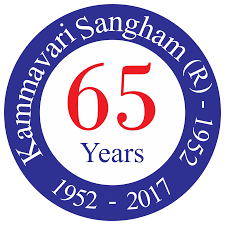 Kammavari Sangham (R) - 1952
65
Years
1952 - 2017